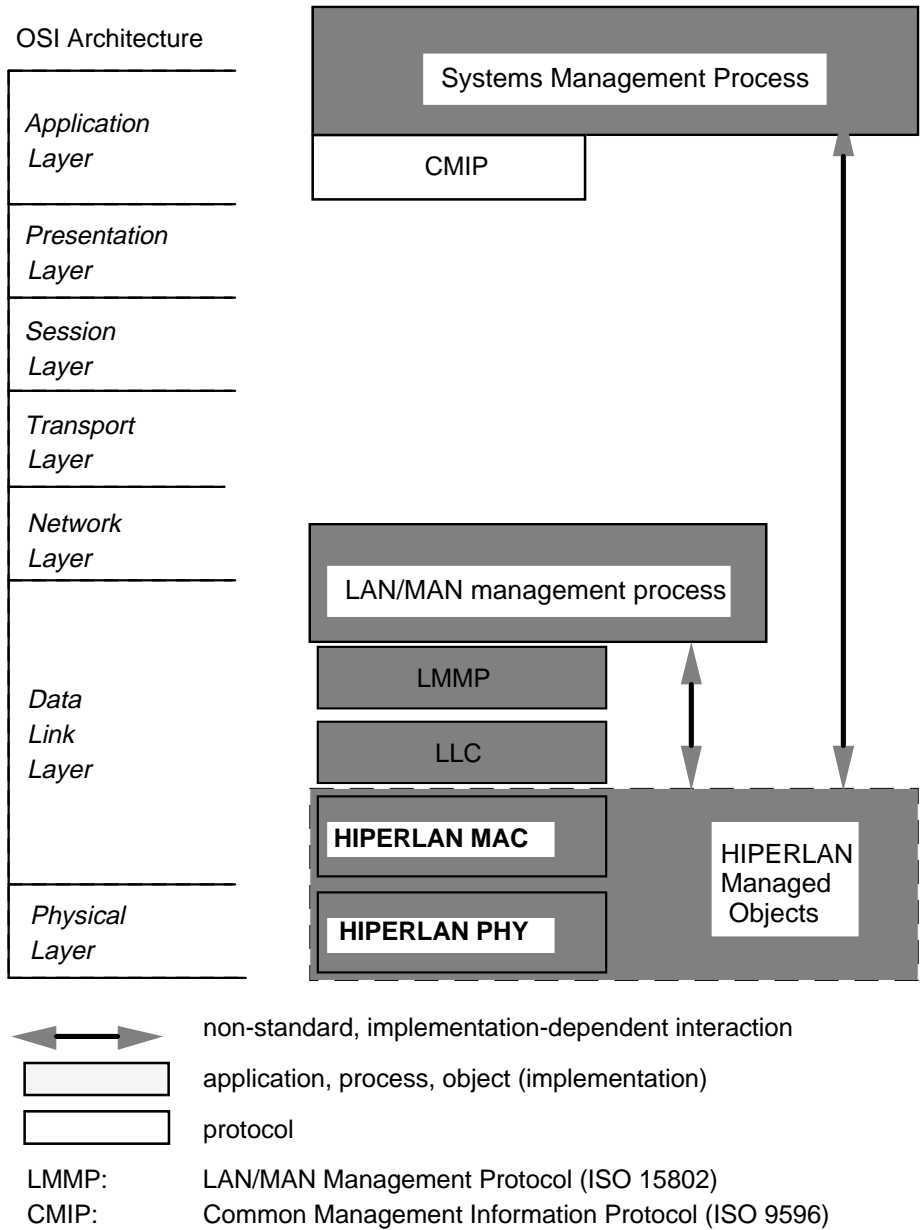 OSI Architecture
Systems Management Process
Application
Layer
CMIP
Presentation
Layer
Session
Layer
Transport
Layer
Network
Layer
LAN/MAN management process
LMMP
Data
Link
Layer
LLC
HIPERLAN MAC
HIPERLAN
Managed
Objects
Physical
Layer
HIPERLAN PHY
non-standard, implementation-dependent interaction
application, process, object (implementation)
protocol
LMMP: LAN/MAN Management Protocol (ISO 15802)
CMIP: Common Management Information Protocol (ISO 9596)